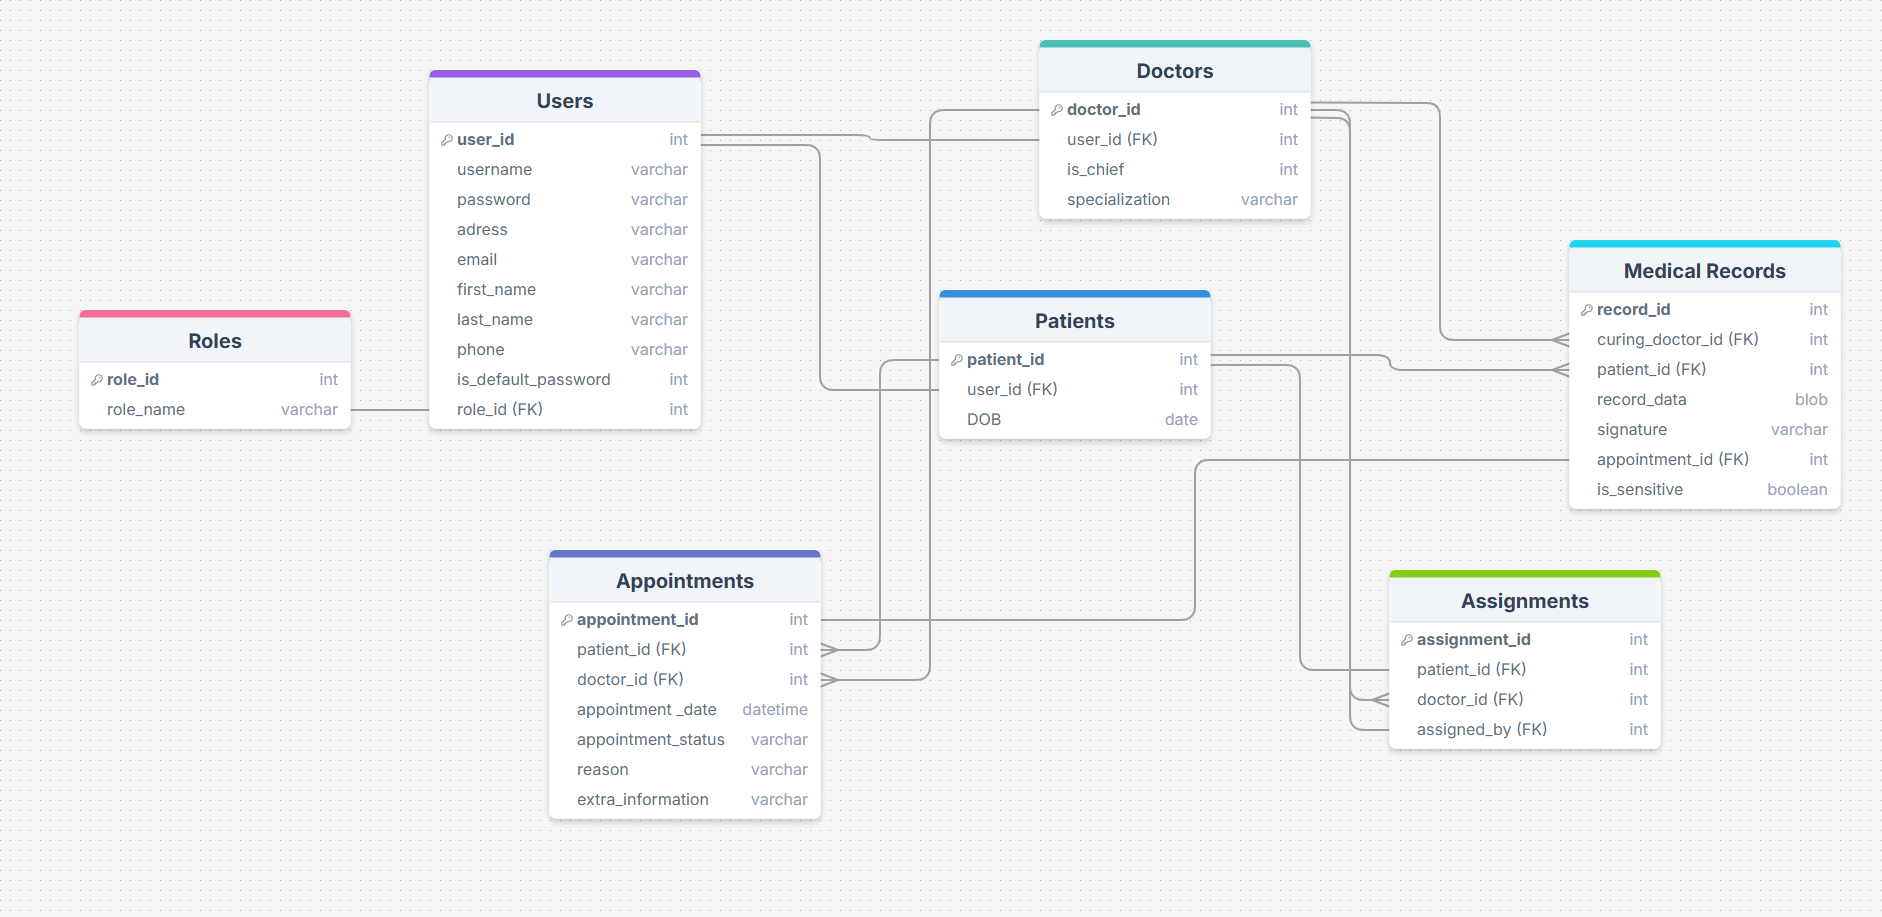 Users
user_id int
username varchar
password varchar
adress varchar
email varchar
first_name varchar
last_name varchar
phone varchar
is_default_password int
role_id (FK) int
Doctors
doctor_id int
user_id (FK) int
is_chief int
specialization varchar
Roles
role_id int
role_name varchar
Patients
patient_id int
user_id (FK) int
DOB date
Medical Records
record_id int
curing_doctor_id (FK) int
patient_id (FK) int
record_data blob
signature varchar
appointment_id (FK) int
is_sensitive boolean
Appointments
appointment_id int
patient_id (FK) int
doctor_id (FK) int
appointment _date datetime
appointment_status varchar
reason varchar
extra_information varchar
Assignments
assignment_id int
patient_id (FK) int
doctor_id (FK) int
assigned_by (FK) int